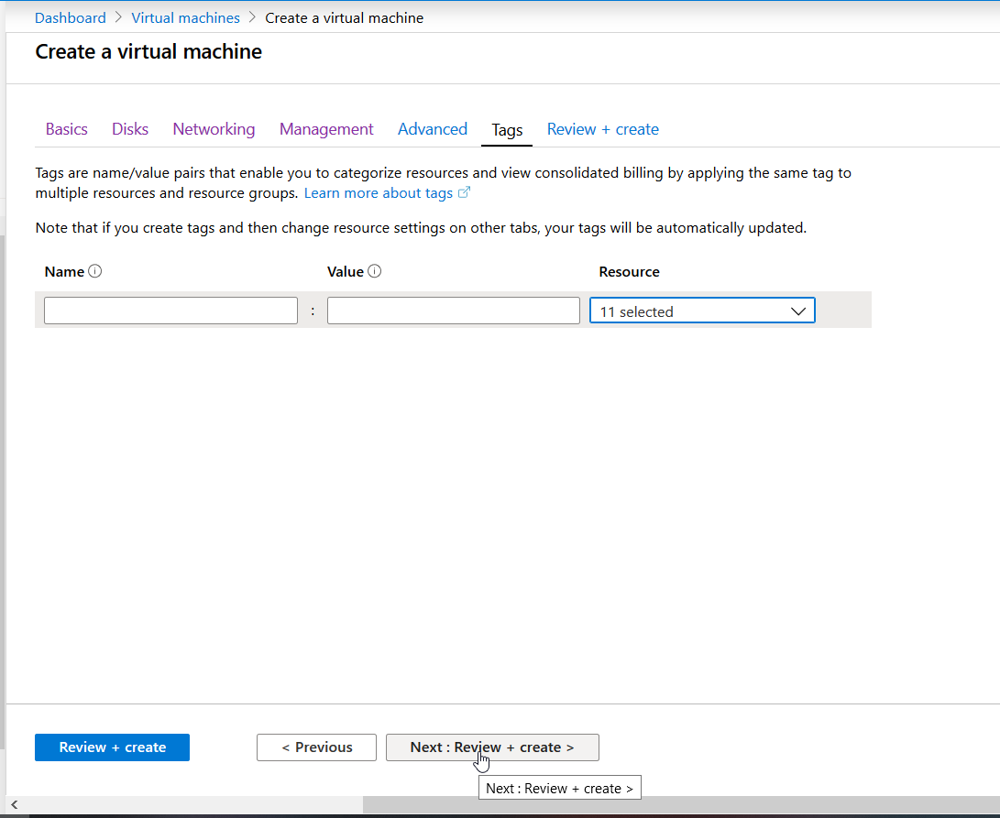 Dashboard > Virtual machines > Create a virtual machine
Create a virtual machine
Basics Disks Networking Management Advanced Tags Review + create
Tags are name/value pairs that enable you to categorize resources and view consolidated billing by applying the same tag to
multiple resources and resource groups. Learn more about tags
Note that if you create tags and then change resource settings on other tabs, your tags will be automatically updated.
Name Value Resource
: 11 selected
Review + create < Previous Next : Review + create >
Next : Review + create >